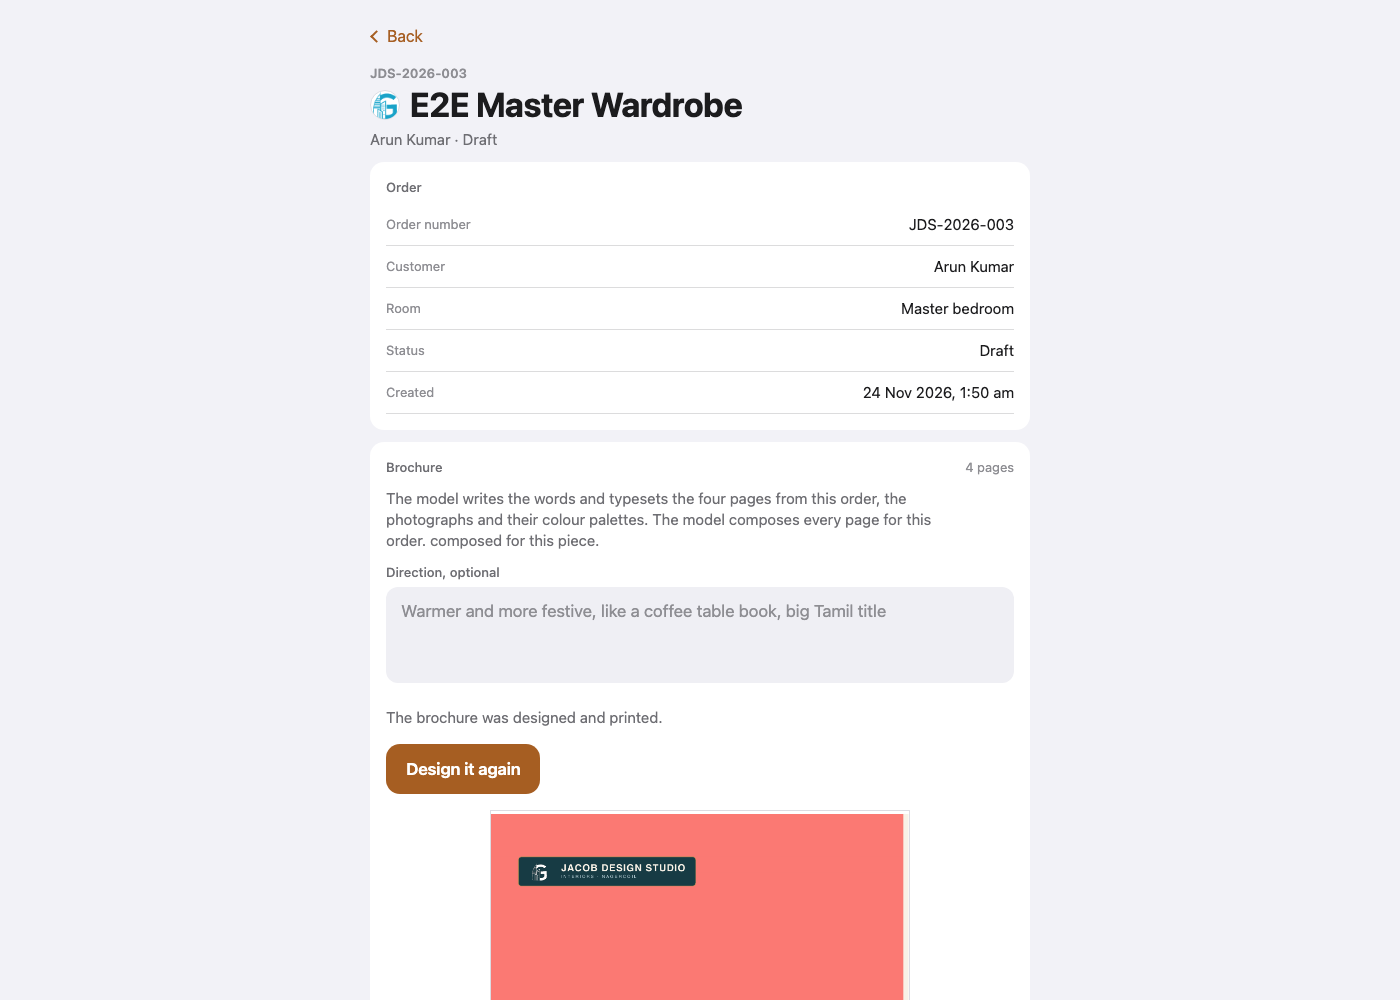 Back
JDS-2026-003
E2E Master Wardrobe
Arun Kumar · Draft
Order
Order number JDS-2026-003
Customer Arun Kumar
Room Master bedroom
Status Draft
Created 24 Nov 2026, 1:50 am
Brochure 4 pages
The model writes the words and typesets the four pages from this order, the
photographs and their colour palettes. The model composes every page for this
order. composed for this piece.
Direction, optional
Warmer and more festive, like a coffee table book, big Tamil title
The brochure was designed and printed.
Design it again
JACOB DESIGN STUDIO
INTERIORS · NAGERCOIL